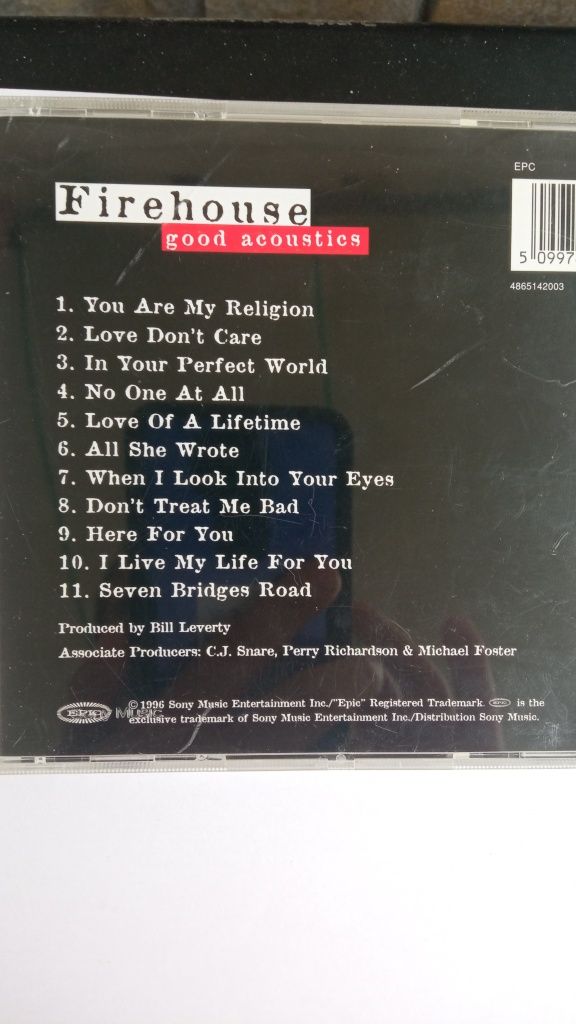 EPC
Firehouse
good acoustics
5 0997
4865142003
1. You Are My Religion
2. Love Don't Care
3. In Your Perfect World
4. No One At All
5. Love Of A Lifetime
6. All She Wrote
7. When I Look Into Your Eyes
8. Don't Treat Me Bad
9. Here For You
10. I Live My Life For You
11. Seven Bridges Road
Produced by Bill Leverty
Associate Producers: C.J. Snare, Perry Richardson & Michael Foster
© 1996 Sony Music Entertainment Inc./"Epic" Registered Trademark. epic is the
epic Music exclusive trademark of Sony Music Entertainment Inc./Distribution Sony Music.